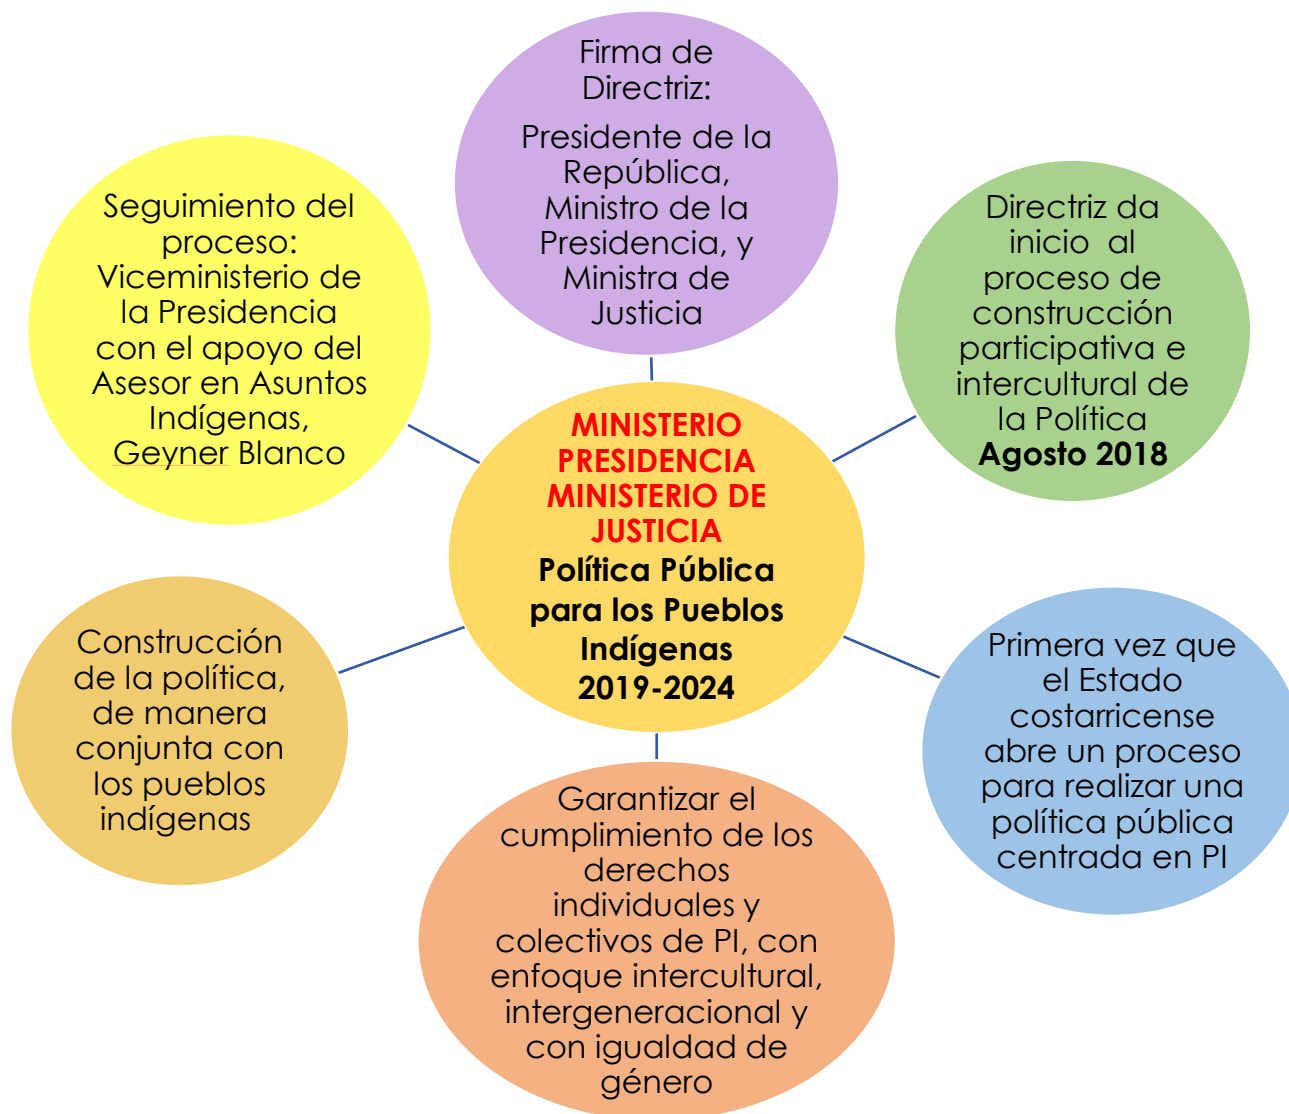 Firma de
Directriz:
Presidente de la
República,
Ministro de la
Presidencia, y
Ministra de
Justicia
Directriz da
inicio al
proceso de
construcción
participativa e
intercultural de
la Política
Agosto 2018
Primera vez que
el Estado
costarricense
abre un proceso
para realizar una
política pública
centrada en PI
Garantizar el
cumplimiento de los
derechos
individuales y
colectivos de PI, con
enfoque intercultural,
intergeneracional y
con igualdad de
género
Construcción
de la política,
de manera
conjunta con
los pueblos
indígenas
Seguimiento del
proceso:
Viceministerio de
la Presidencia
con el apoyo del
Asesor en Asuntos
Indígenas,
Geyner Blanco
MINISTERIO
PRESIDENCIA
MINISTERIO DE
JUSTICIA
Política Pública
para los Pueblos
Indígenas
2019-2024